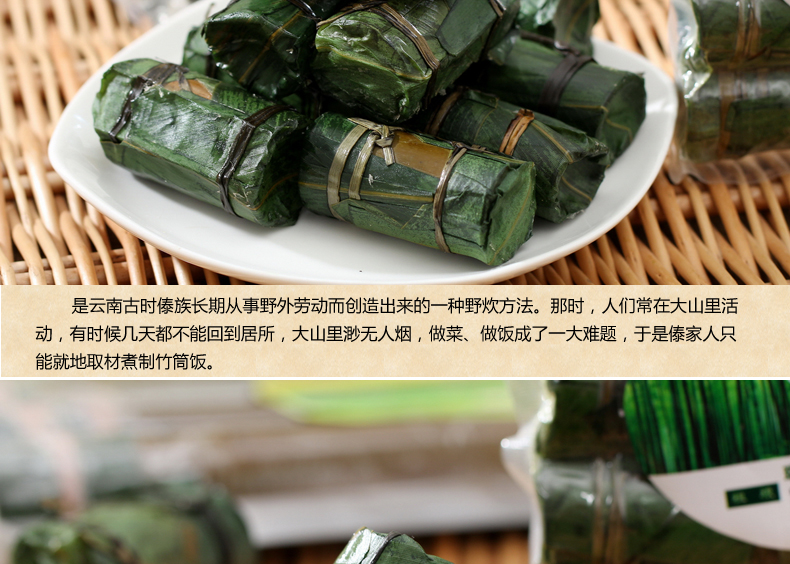 是云南古时傣族长期从事野外劳动而创造出来的一种野炊方法。那时，人们常在大山里活
动，有时候几天都不能回到居所，大山里渺无人烟，做菜、做饭成了一大难题，于是傣家人只
能就地取材煮制竹筒饭。